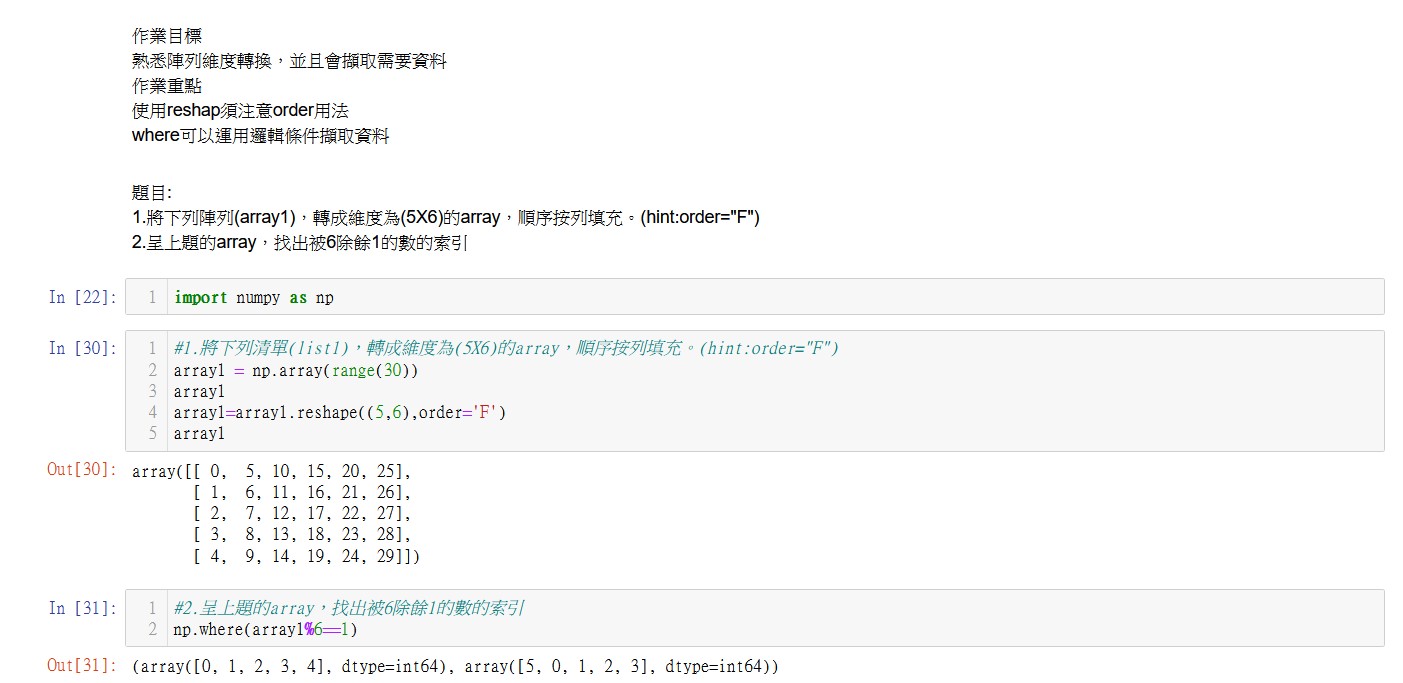 作業目標
熟悉陣列維度轉換，並且會擷取需要資料
作業重點
使用reshap須注意order用法
where可以運用邏輯條件擷取資料
題目:
1.將下列陣列(array1)，轉成維度為(5X6)的array，順序按列填充。(hint:order="F")
2.呈上題的array，找出被6除餘1的數的索引
In [22]: 1 import numpy as np
In [30]: 1 #1.將下列清單(list1)，轉成維度為(5X6)的array，順序按列填充。(hint:order="F")
2 array1 = np.array(range(30))
3 array1
4 array1=array1.reshape((5,6),order='F')
5 array1
Out[30]: array([[ 0,  5, 10, 15, 20, 25],
[ 1,  6, 11, 16, 21, 26],
[ 2,  7, 12, 17, 22, 27],
[ 3,  8, 13, 18, 23, 28],
[ 4,  9, 14, 19, 24, 29]])
In [31]: 1 #2.呈上題的array，找出被6除餘1的數的索引
2 np.where(array1%6==1)
Out[31]: (array([0, 1, 2, 3, 4], dtype=int64), array([5, 0, 1, 2, 3], dtype=int64))